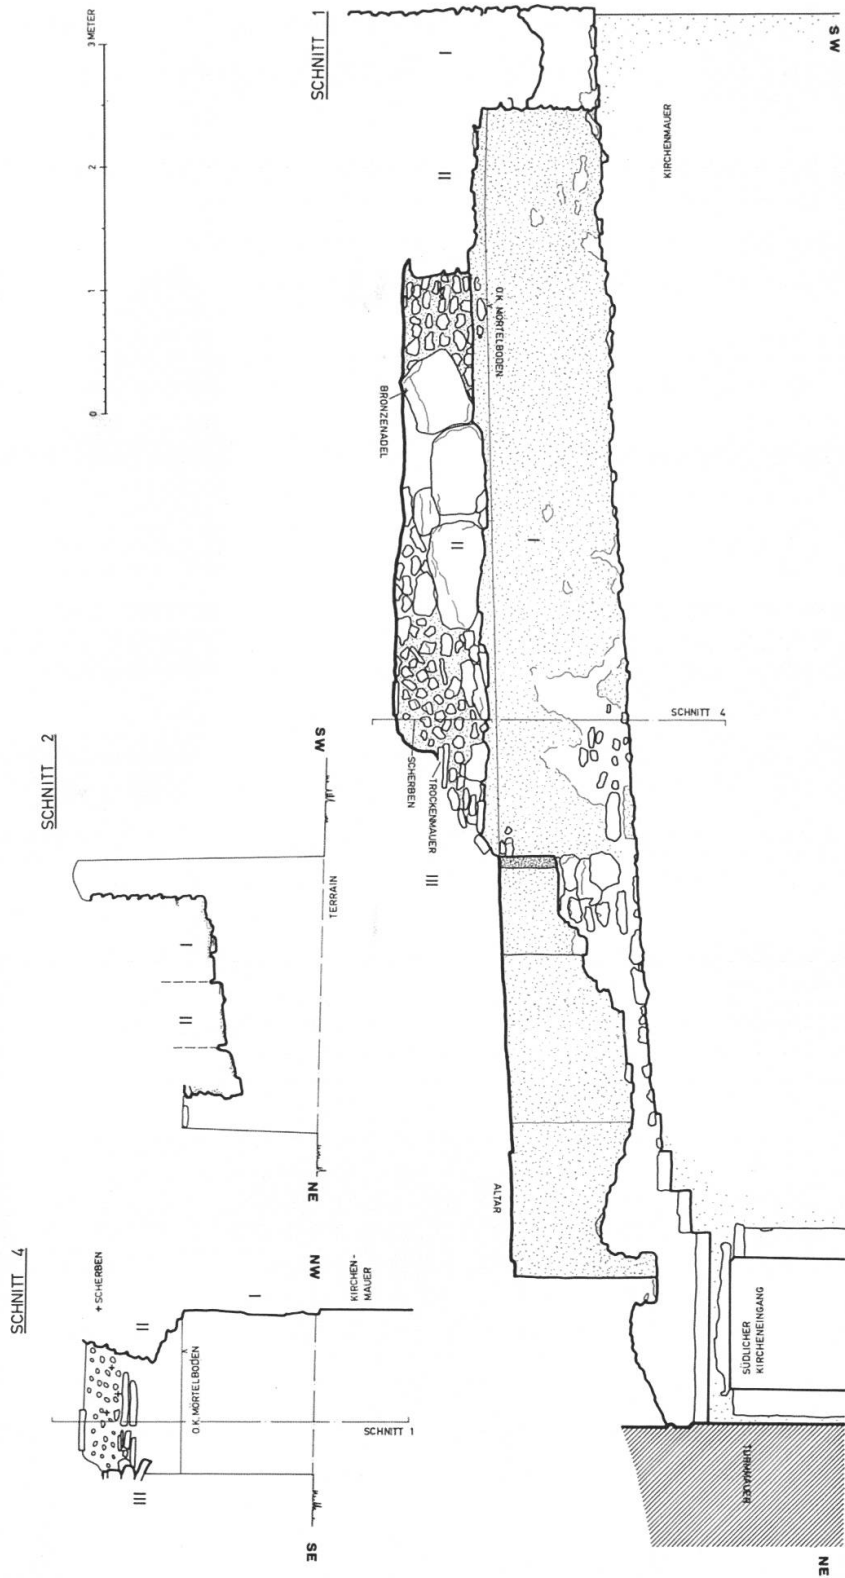 SCHNITT 1
SW
KIRCHENMAUER
I
II
O.K. MÖRTELBODEN
BRONZENADEL
II
I
SCHNITT 4
SCHERBEN
TROCKENMAUER
III
ALTAR
SÜDLICHER
KIRCHENEINGANG
TURMMAUER
NE
3 METER
2
1
0
SCHNITT 2
SW
TERRAIN
I
II
NE
SCHNITT 4
+ SCHERBEN
NW
KIRCHEN-
MAUER
I
II
O.K. MÖRTELBODEN
SCHNITT 1
III
SE